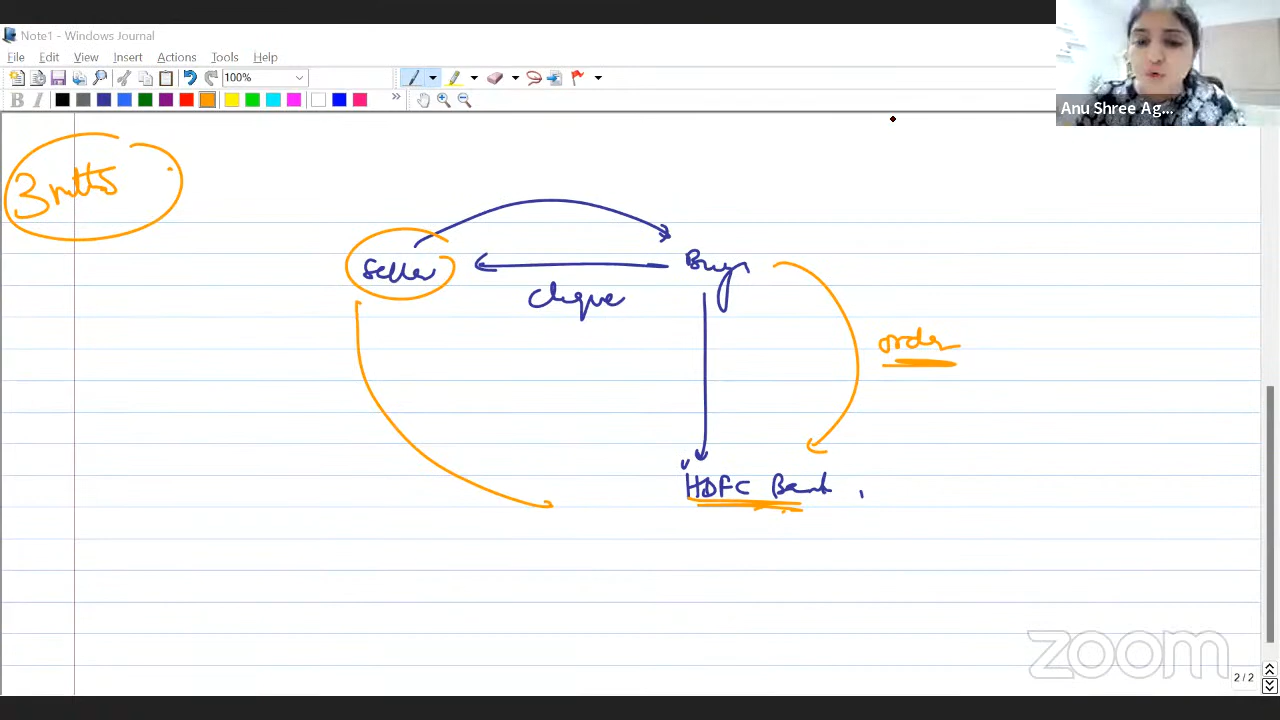 Note1 - Windows Journal
File Edit View Insert Actions Tools Help
100%
B I
Anu Shree Ag...
3 mths
Seller
Buyr
cheque
order
HDFC Bank
zoom
2 / 2